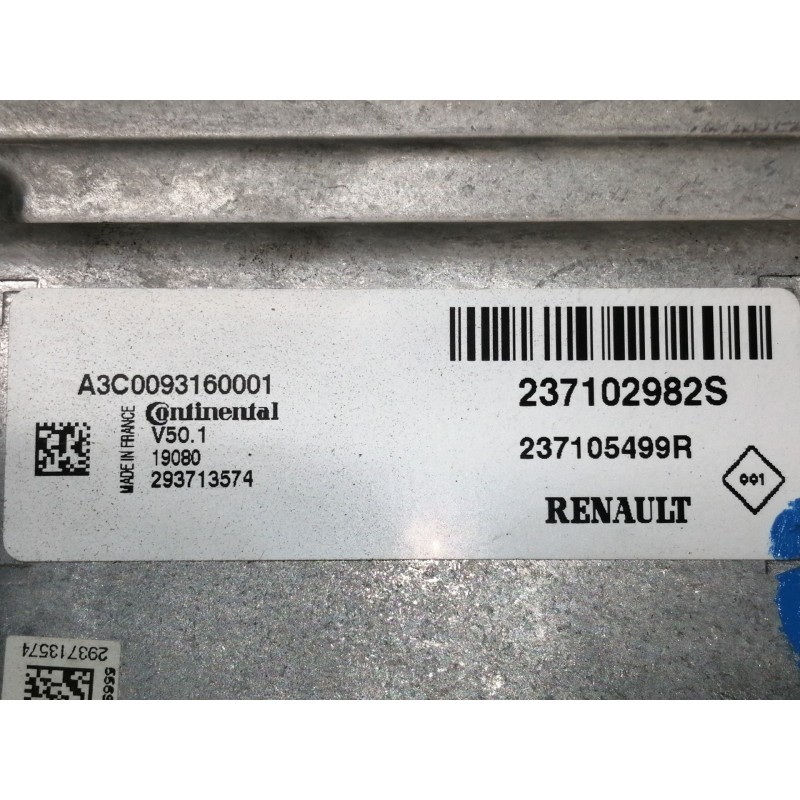 A3C0093160001
Continental
MADE IN FRANCE
V50.1
19080
293713574
237102982S
237105499R
RENAULT
001
293713574